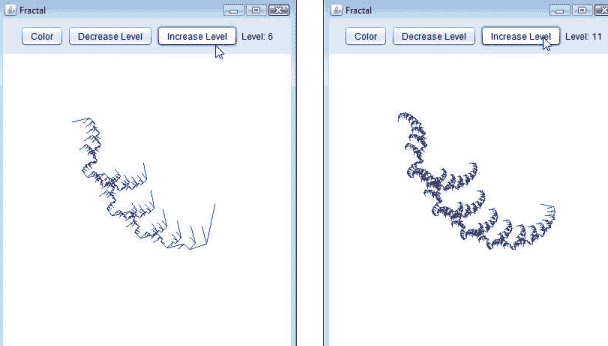 Fractal
Color Decrease Level Increase Level Level: 6
Fractal
Color Decrease Level Increase Level Level: 11